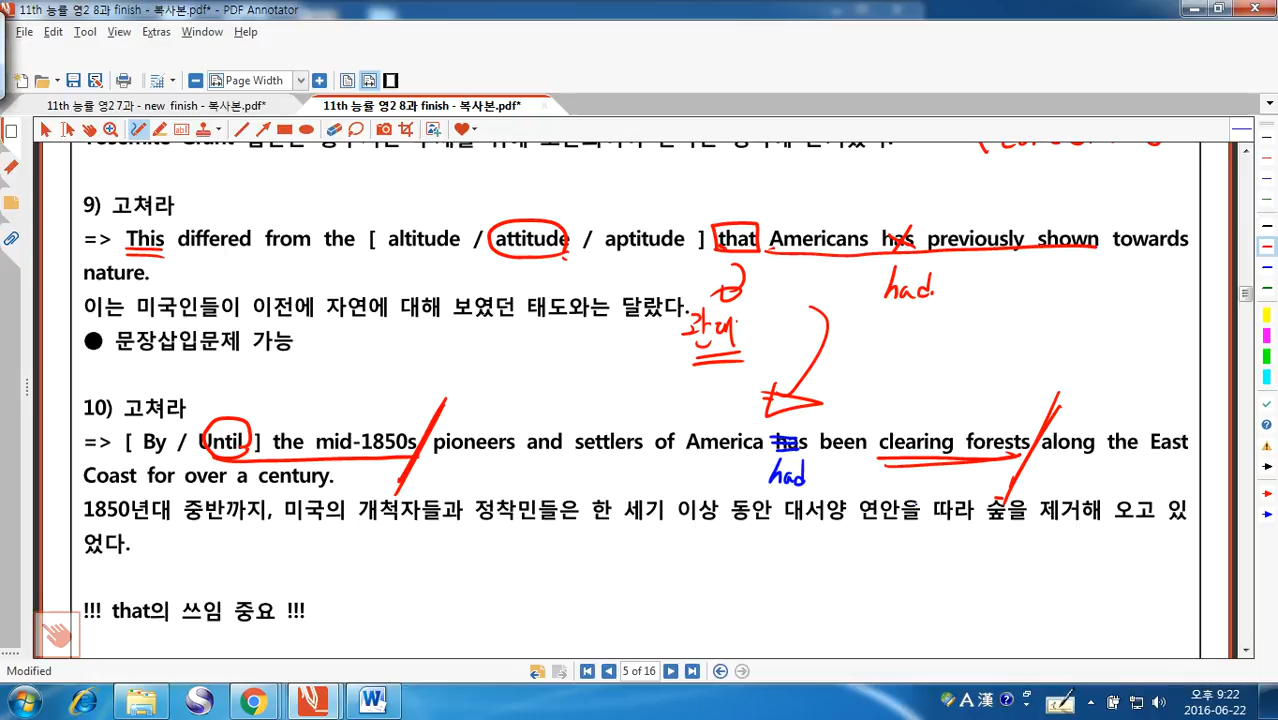 11th 능률 영2 8과 finish - 복사본.pdf* - PDF Annotator
File Edit Tool View Extras Window Help
Page Width
11th 능률 영2 7과 - new finish - 복사본.pdf* 11th 능률 영2 8과 finish - 복사본.pdf*
9) 고쳐라
=> This differed from the [ altitude / attitude / aptitude ] that Americans has previously shown towards
had.
nature.
이는 미국인들이 이전에 자연에 대해 보였던 태도와는 달랐다.
관대
● 문장삽입문제 가능
10) 고쳐라
=> [ By / Until ] the mid-1850s pioneers and settlers of America has been clearing forests along the East
had
Coast for over a century.
1850년대 중반까지, 미국의 개척자들과 정착민들은 한 세기 이상 동안 대서양 연안을 따라 숲을 제거해 오고 있
었다.
!!! that의 쓰임 중요 !!!
Modified 5 of 16
A 漢 오후 9:22
2016-06-22